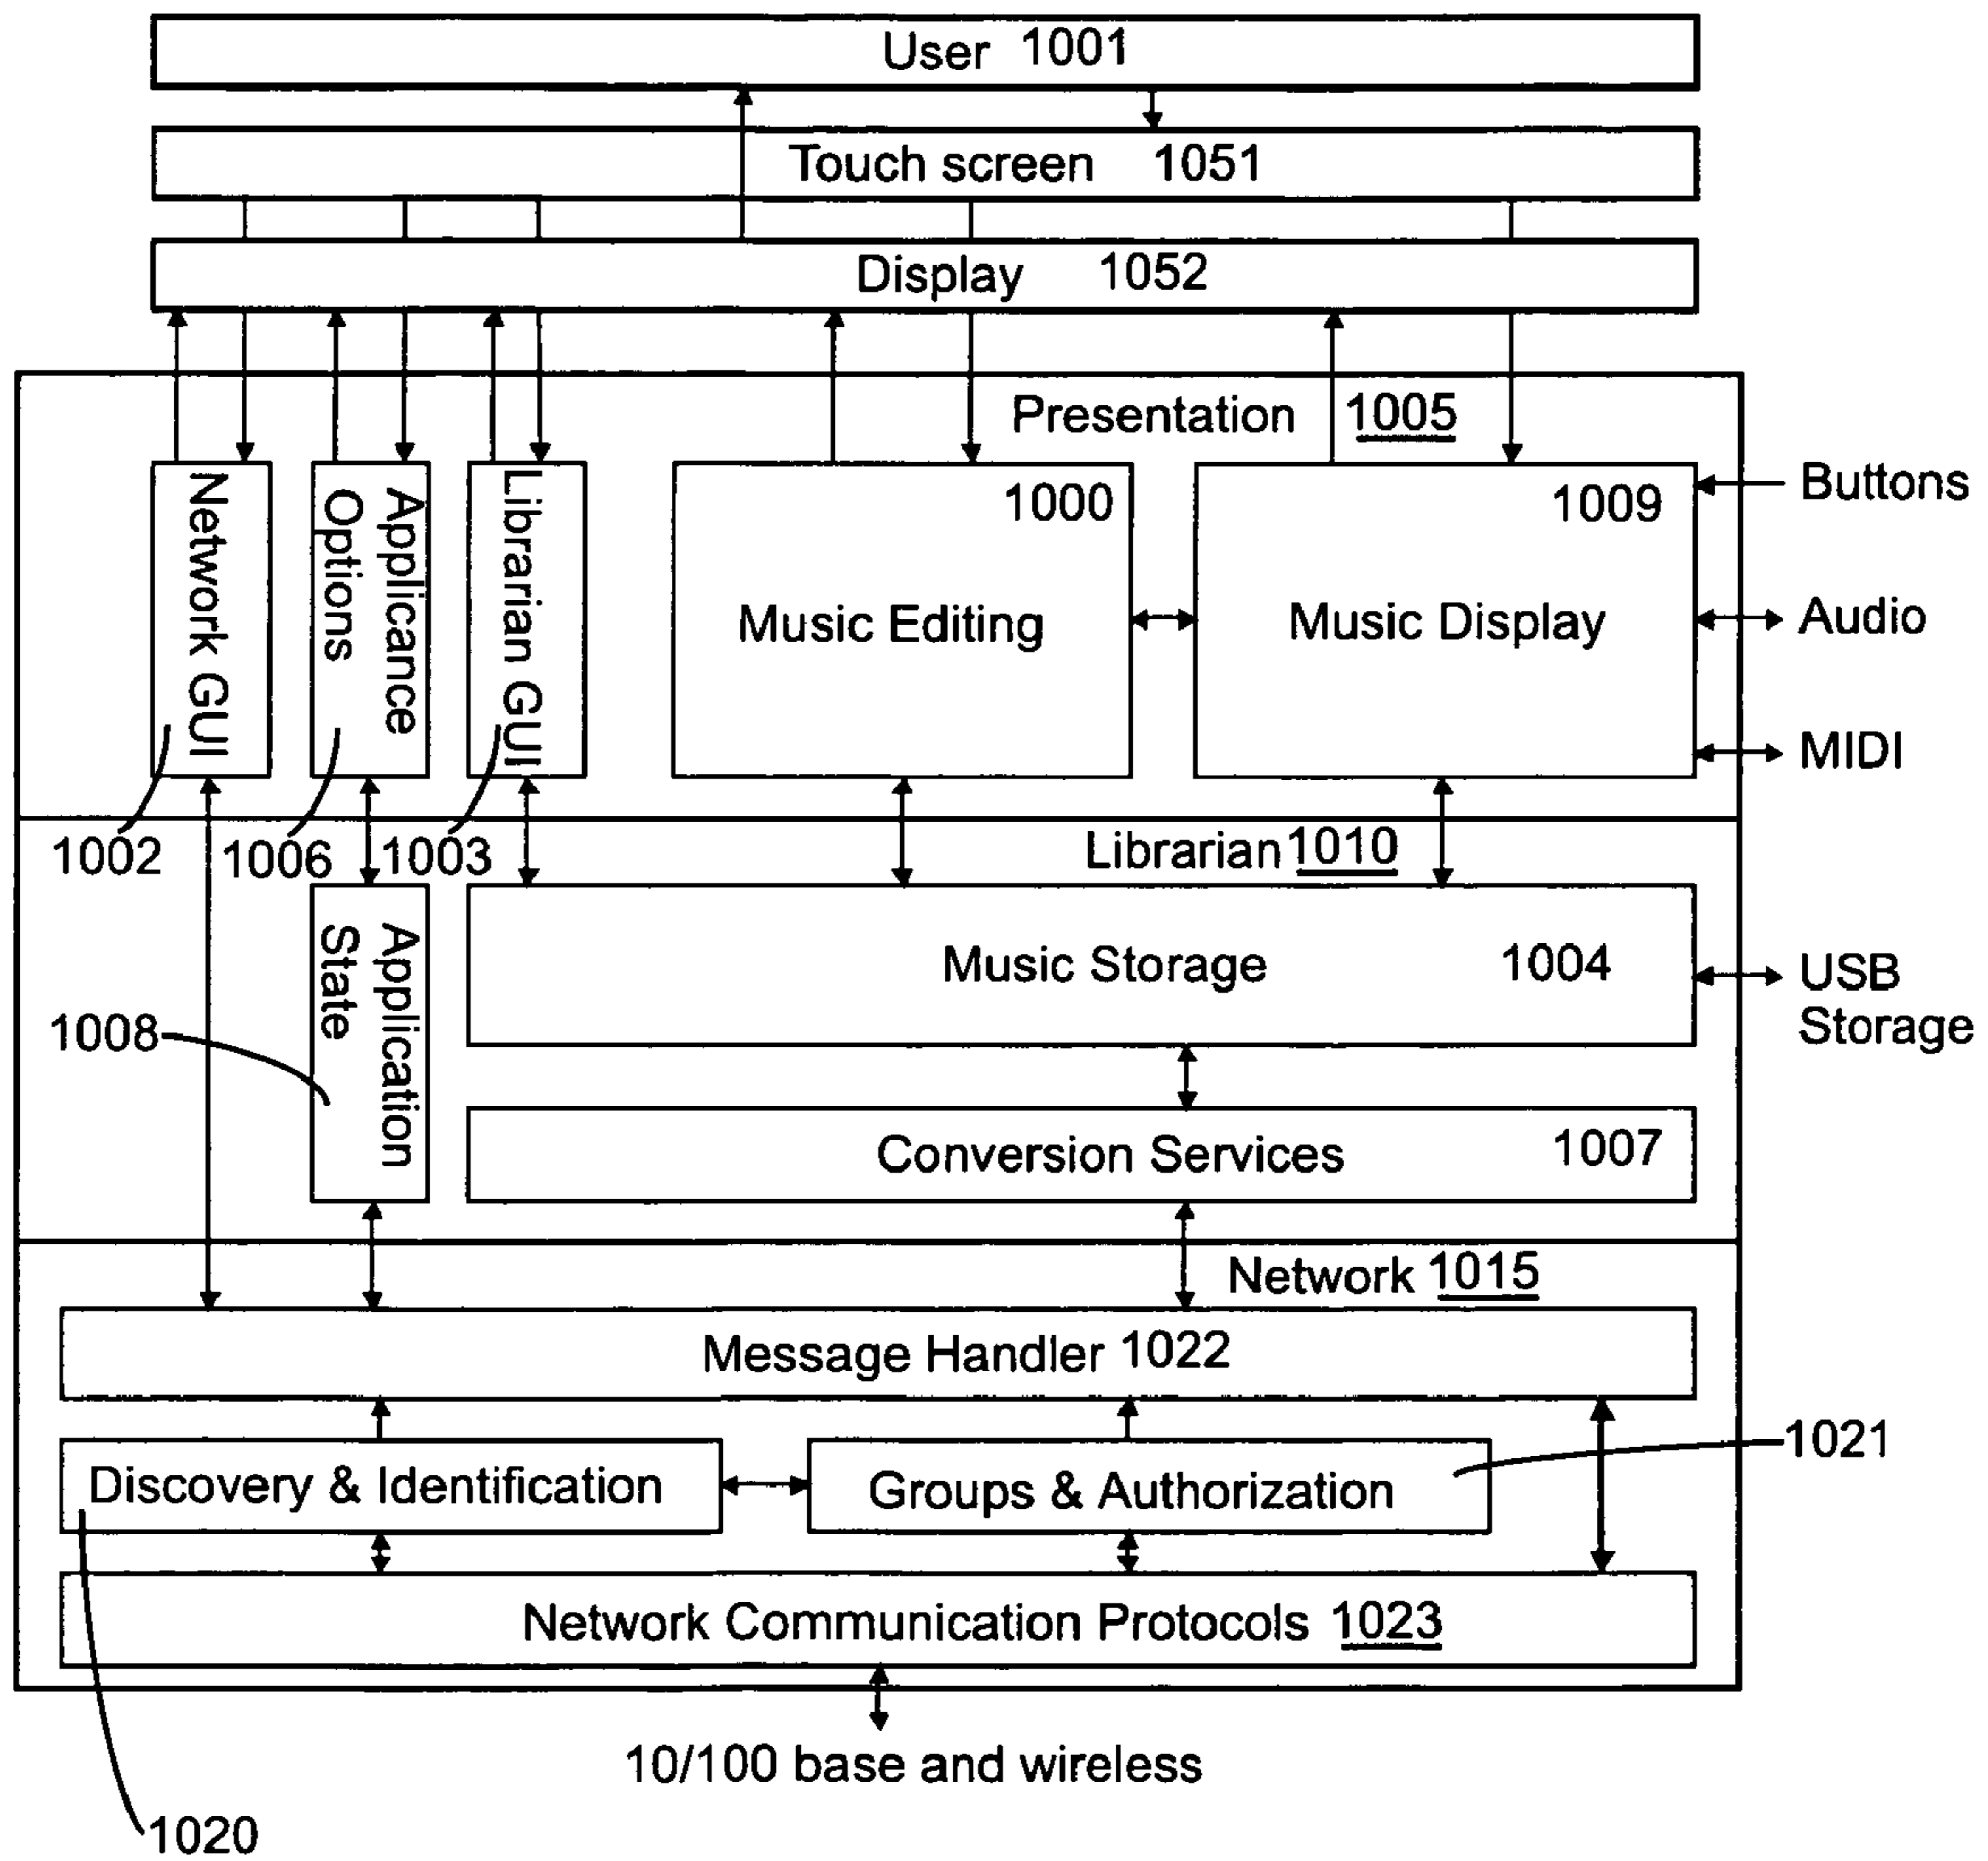 User 1001
Touch screen 1051
Display 1052
Presentation 1005
Network GUI
Applicance
Options
Librarian GUI
1000
Music Editing
1009
Music Display
Buttons
Audio
MIDI
1002
1006
1003
Librarian 1010
Application
State
1008
Music Storage 1004
USB
Storage
Conversion Services 1007
Network 1015
Message Handler 1022
1021
Discovery & Identification
Groups & Authorization
Network Communication Protocols 1023
10/100 base and wireless
1020